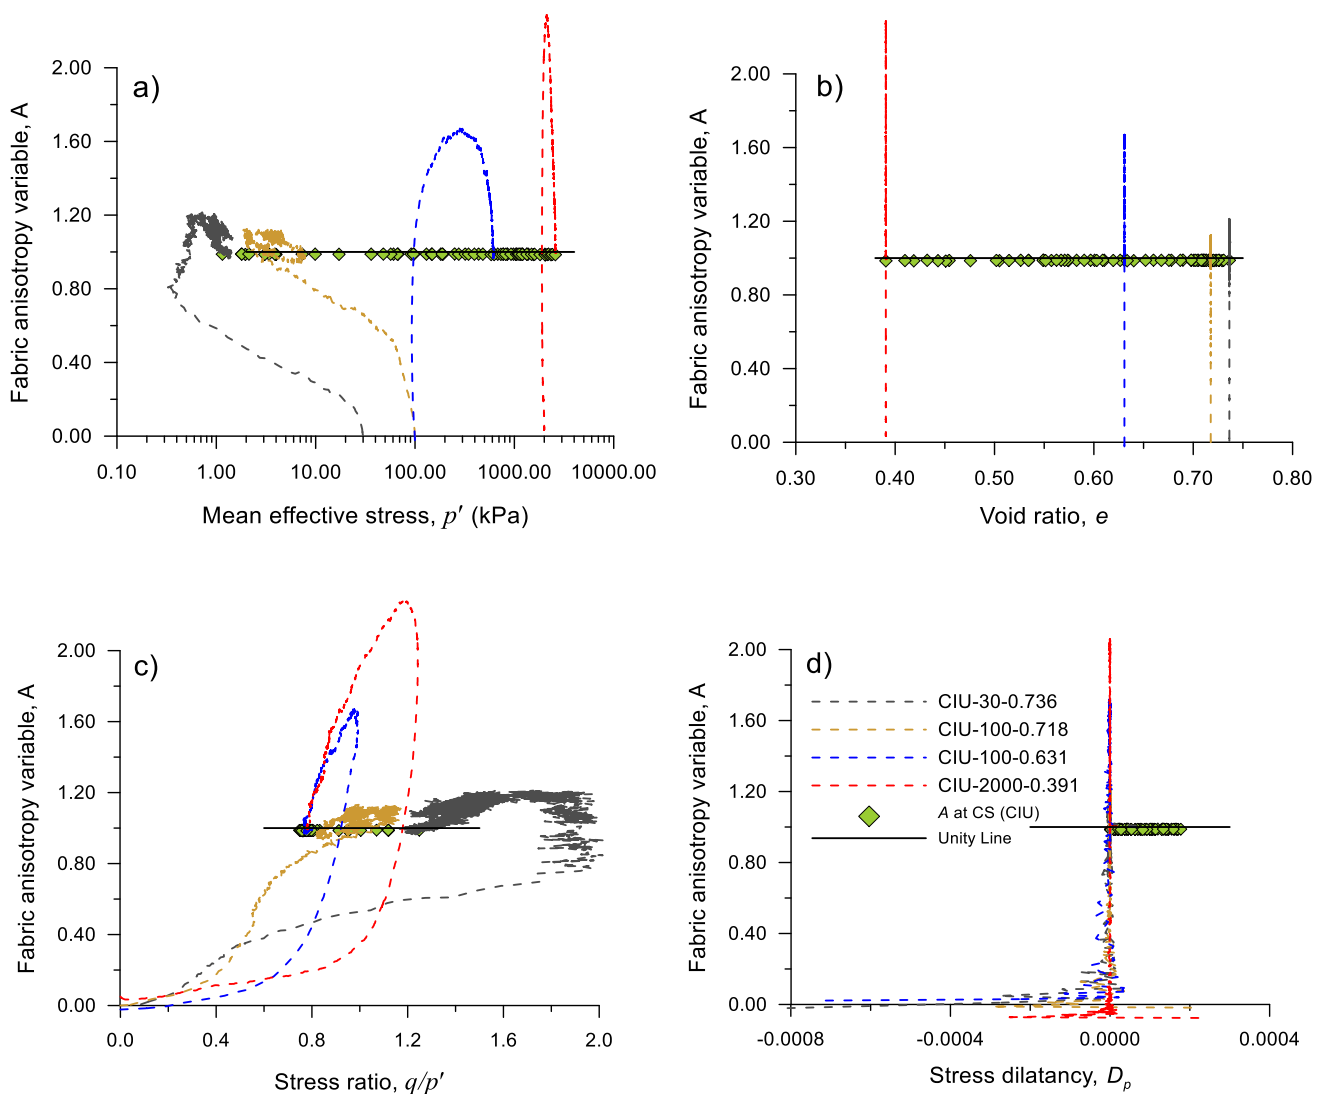 a)
Fabric anisotropy variable, A
2.00
1.60
1.20
0.80
0.40
0.00
0.10 1.00 10.00 100.00 1000.00 10000.00
Mean effective stress, p' (kPa)
b)
Fabric anisotropy variable, A
2.00
1.60
1.20
0.80
0.40
0.00
0.30 0.40 0.50 0.60 0.70 0.80
Void ratio, e
c)
Fabric anisotropy variable, A
2.00
1.60
1.20
0.80
0.40
0.00
0.0 0.4 0.8 1.2 1.6 2.0
Stress ratio, q/p'
d)
Fabric anisotropy variable, A
2.00
1.60
1.20
0.80
0.40
0.00
CIU-30-0.736
CIU-100-0.718
CIU-100-0.631
CIU-2000-0.391
A at CS (CIU)
Unity Line
-0.0008 -0.0004 0.0000 0.0004
Stress dilatancy, Dp